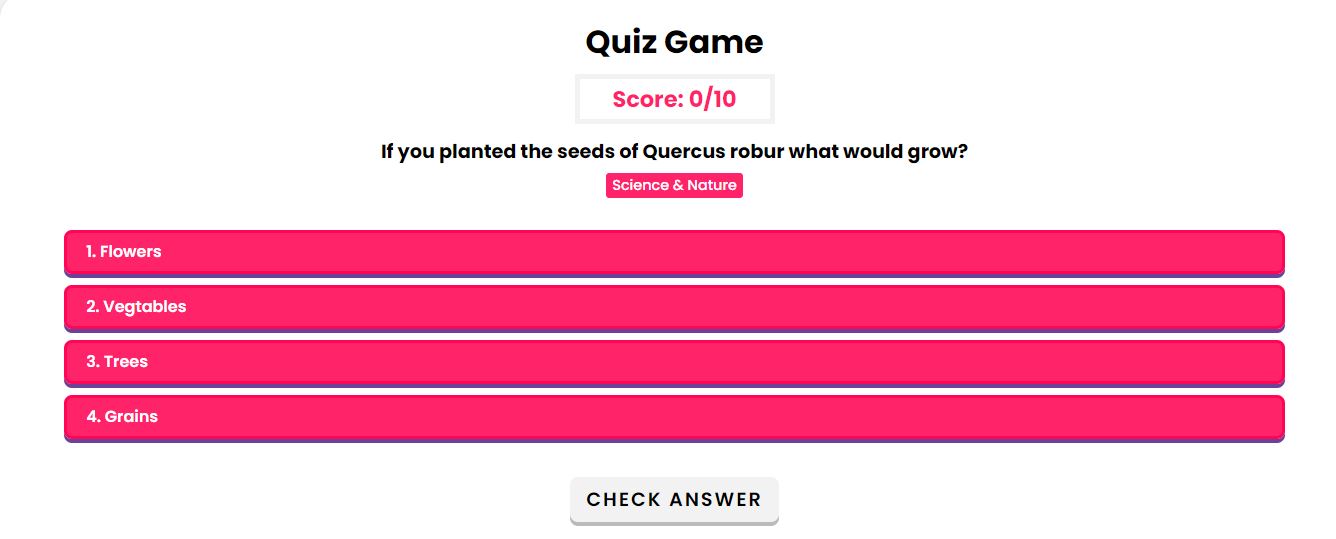 Quiz Game
Score: 0/10
If you planted the seeds of Quercus robur what would grow?
Science & Nature
1. Flowers
2. Vegtables
3. Trees
4. Grains
CHECK ANSWER